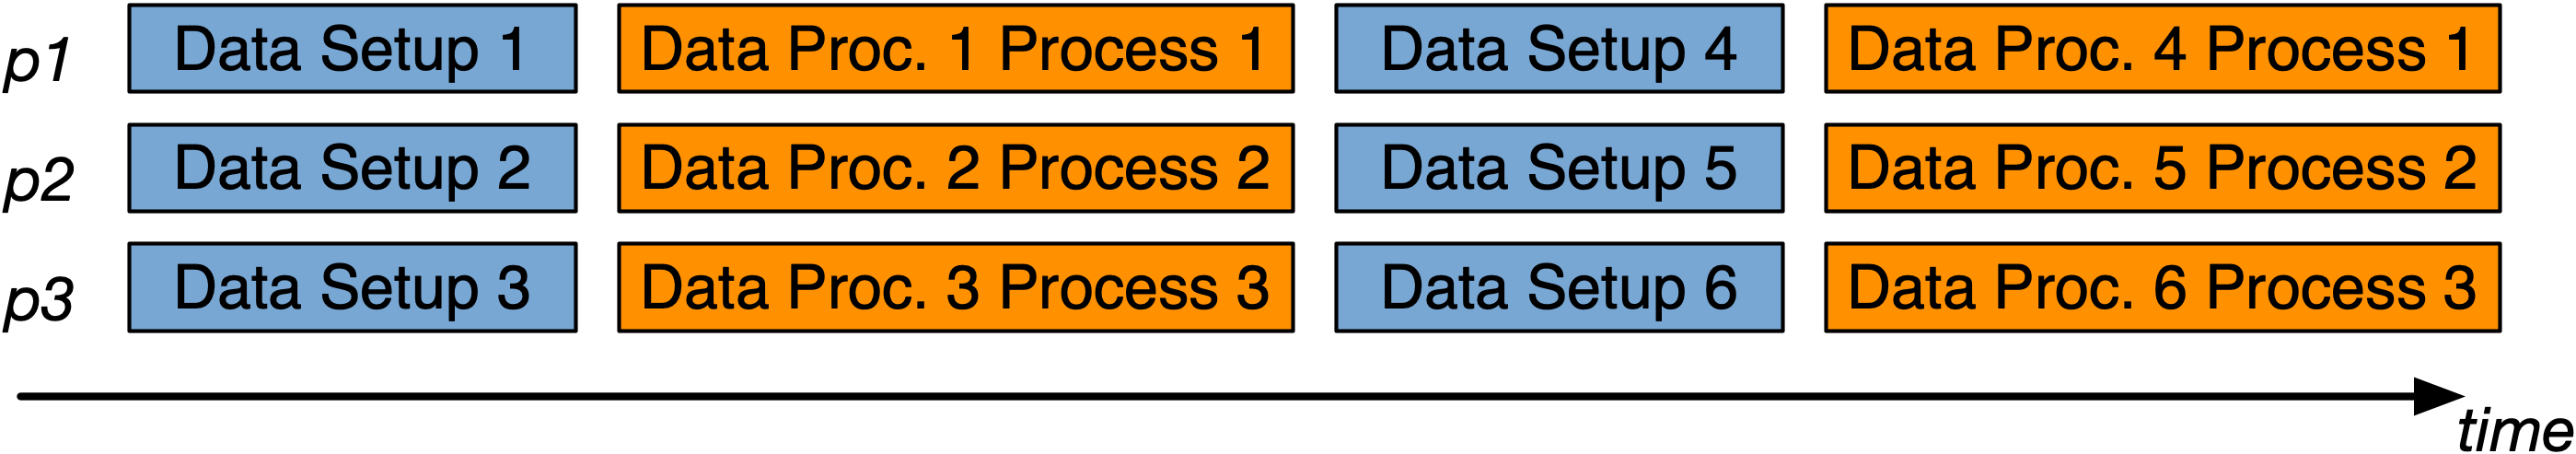 p1 Data Setup 1 Data Proc. 1 Process 1 Data Setup 4 Data Proc. 4 Process 1
p2 Data Setup 2 Data Proc. 2 Process 2 Data Setup 5 Data Proc. 5 Process 2
p3 Data Setup 3 Data Proc. 3 Process 3 Data Setup 6 Data Proc. 6 Process 3
time